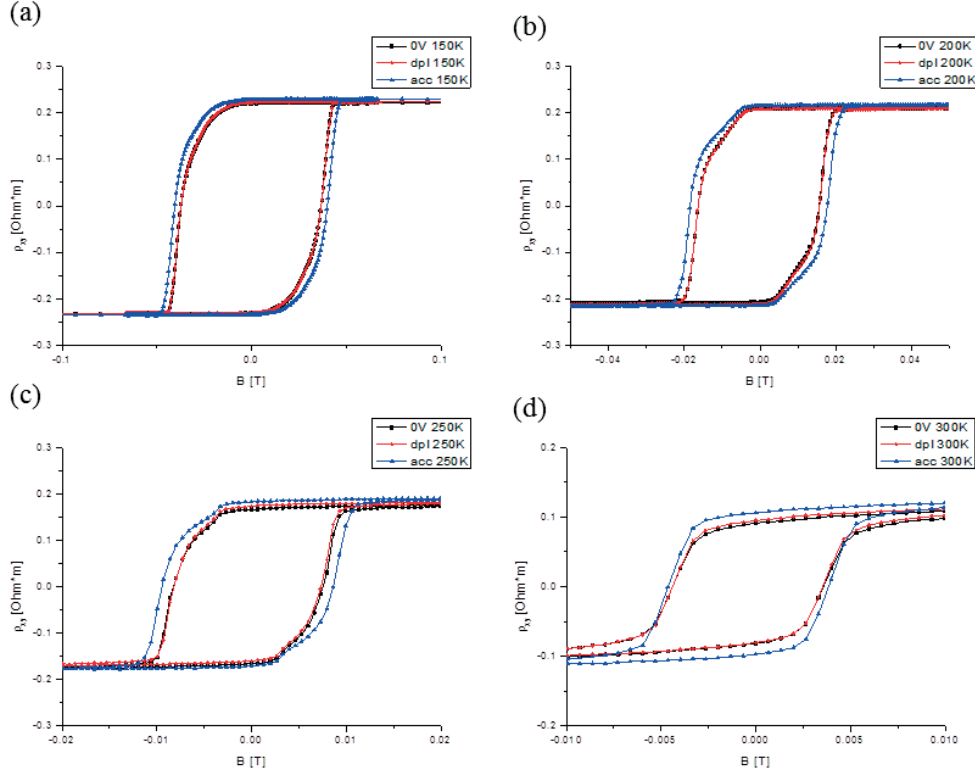 (a)
0V 150K
dpl 150K
acc 150K
0.3
0.2
0.1
0.0
-0.1
-0.2
-0.3
ρxy [Ohm*m]
-0.1
0.0
0.1
B [T]
(b)
0V 200K
dpl 200K
acc 200K
0.3
0.2
0.1
0.0
-0.1
-0.2
-0.3
ρxy [Ohm*m]
-0.04
-0.02
0.00
0.02
0.04
B [T]
(c)
0V 250K
dpl 250K
acc 250K
0.3
0.2
0.1
0.0
-0.1
-0.2
-0.3
ρxy [Ohm*m]
-0.02
-0.01
0.00
0.01
0.02
B [T]
(d)
0V 300K
dpl 300K
acc 300K
0.2
0.1
0.0
-0.1
0.2
ρxy [Ohm*m]
-0.010
-0.005
0.000
0.005
0.010
B [T]